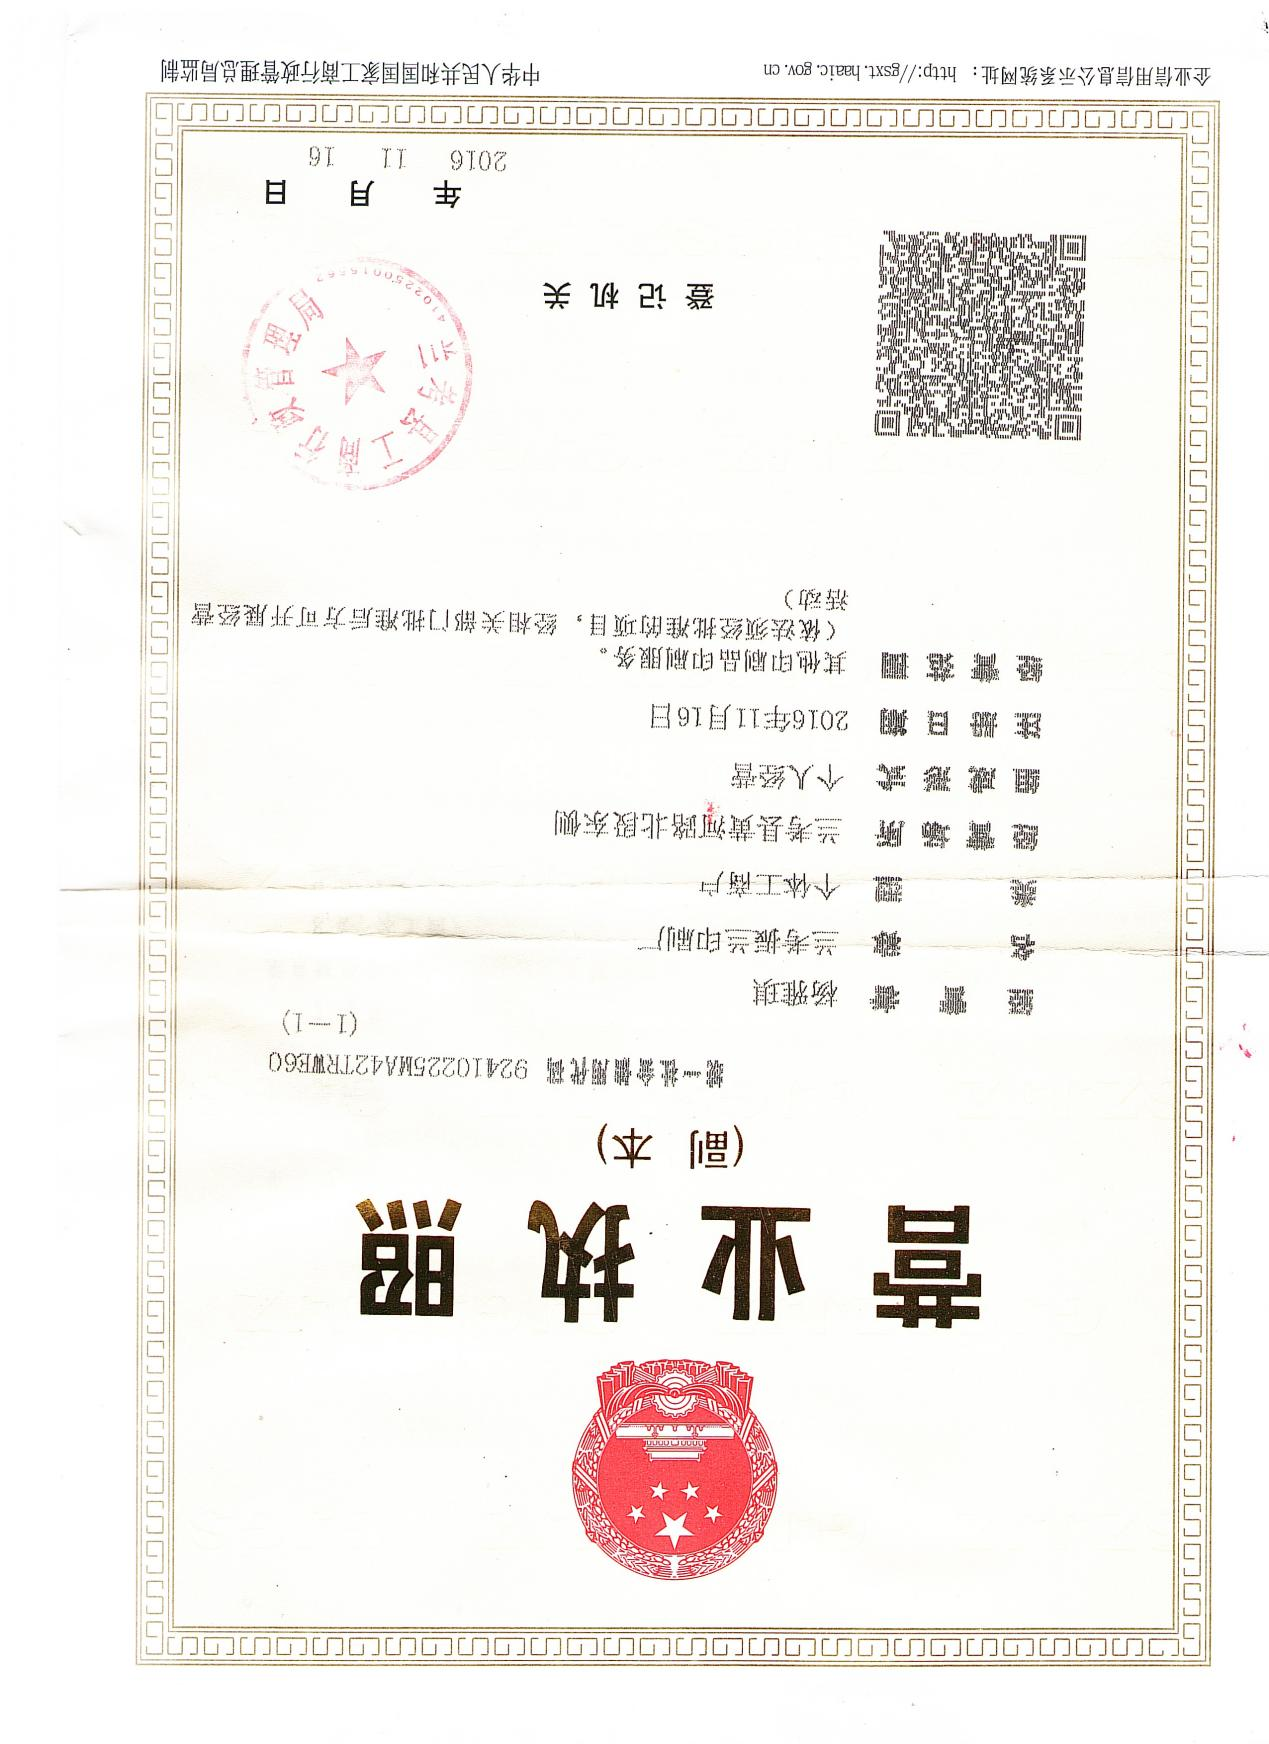 营业执照
(副 本)
统一社会信用代码 92410225MA42TRWE6O
(1—1)
经营者 杨雅琪
名称 兰考振兰印刷厂
类型 个体工商户
经营场所 兰考县黄河路北段东侧
组成形式 个人经营
注册日期 2016年11月16日
经营范围 其他印刷品印刷服务。
(依法须经批准的项目，经相关部门批准后方可开展经营
活动)
登记机关
兰考县工商行政管理局
年 月 日
2016 11 16
企业信用信息公示系统网址： http://gsxt.haaic.gov.cn
中华人民共和国国家工商行政管理总局监制